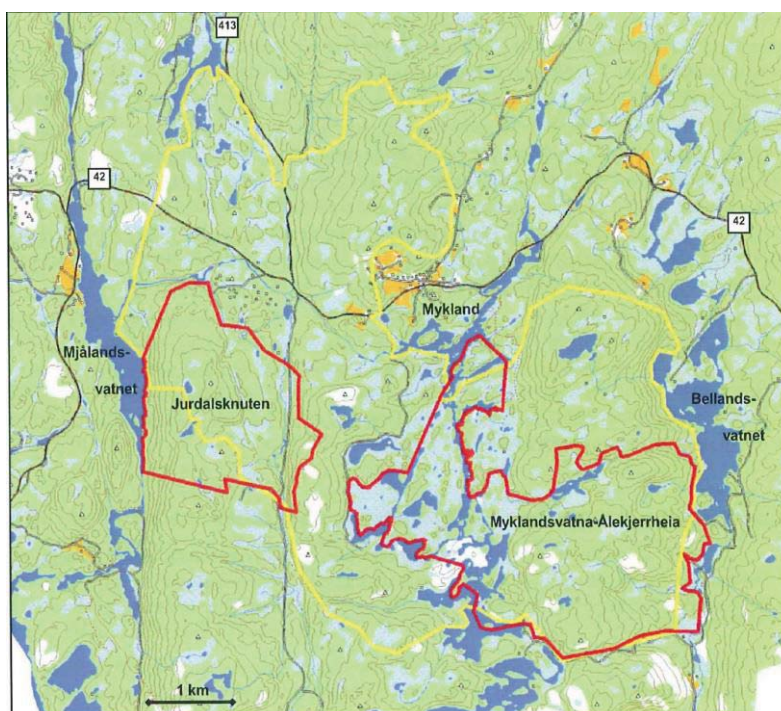 413
42
42
Mykland
Mjålands-
vatnet
Jurdalsknuten
Bellands-
vatnet
Myklandsvatna-Ålekjerrheia
1 km